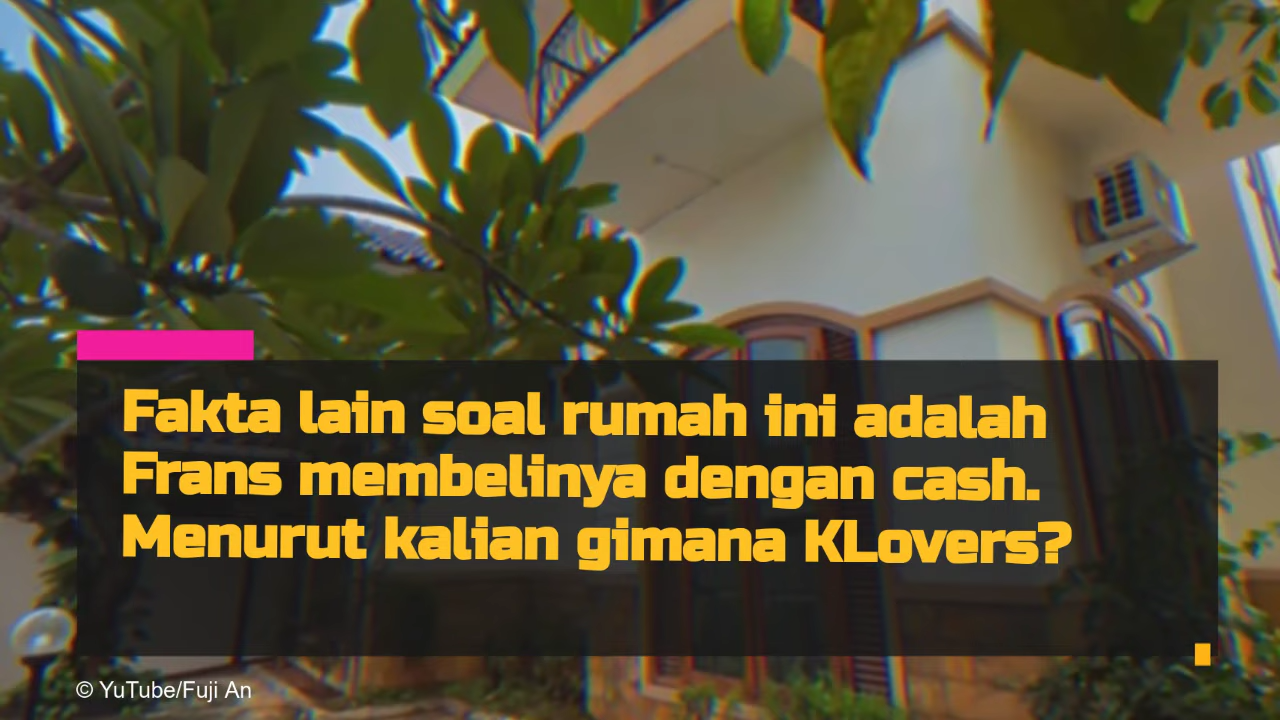 Fakta lain soal rumah ini adalah
Frans membelinya dengan cash.
Menurut kalian gimana KLovers?
© YuTube/Fuji An